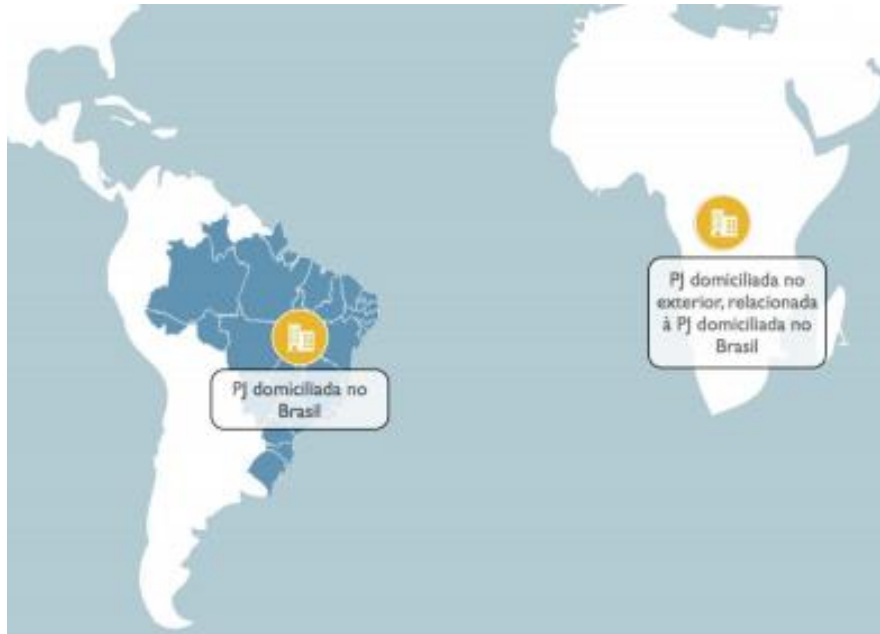 PJ domiciliada no
exterior, relacionada
à PJ domiciliada no
Brasil
PJ domiciliada no
Brasil